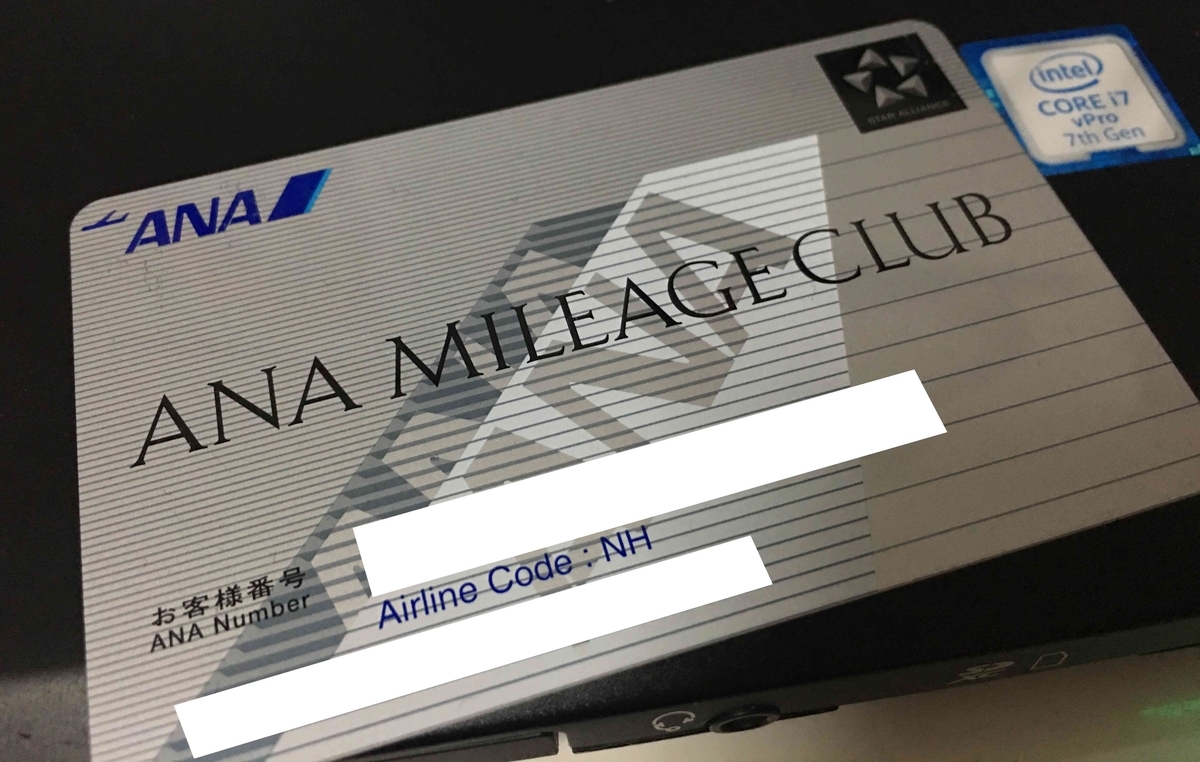 ANA
STAR ALLIANCE
intel
CORE i7
vPro
7th Gen
ANA MILEAGE CLUB
お客様番号
ANA Number
Airline Code : NH